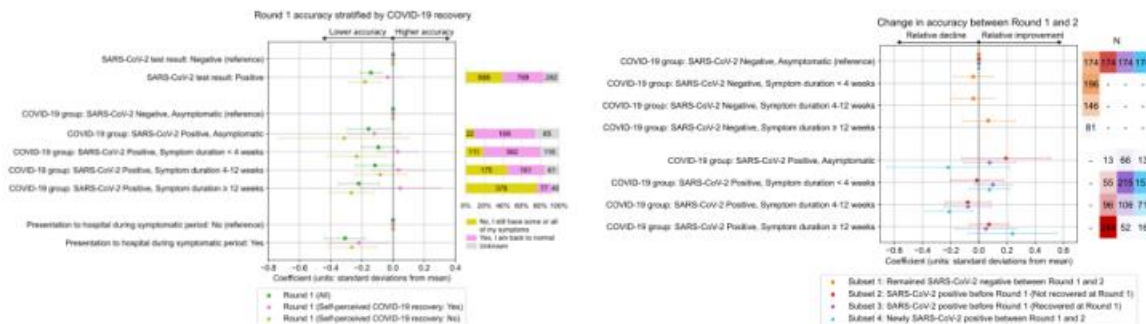 Round 1 accuracy stratified by COVID-19 recovery
Lower accuracy Higher accuracy
SARS-CoV-2 test result: Negative (reference)
SARS-CoV-2 test result: Positive
COVID-19 group: SARS-CoV-2 Negative, Asymptomatic (reference)
COVID-19 group: SARS-CoV-2 Positive, Asymptomatic
COVID-19 group: SARS-CoV-2 Positive, Symptom duration < 4 weeks
COVID-19 group: SARS-CoV-2 Positive, Symptom duration 4-12 weeks
COVID-19 group: SARS-CoV-2 Positive, Symptom duration ≥ 12 weeks
Presentation to hospital during symptomatic period: No (reference)
Presentation to hospital during symptomatic period: Yes
−0.8 −0.6 −0.4 −0.2 0.0 0.2 0.4
Coefficient (units: standard deviations from mean)
0% 20% 40% 60% 80% 100%
No, I still have some or all
of my symptoms
Yes, I am back to normal
Unknown
Round 1 (All)
Round 1 (Self-perceived COVID-19 recovery: Yes)
Round 1 (Self-perceived COVID-19 recovery: No)
Change in accuracy between Round 1 and 2
Relative decline Relative improvement
N
COVID-19 group: SARS-CoV-2 Negative, Asymptomatic (reference)
174 174 174
COVID-19 group: SARS-CoV-2 Negative, Symptom duration < 4 weeks
196 - - -
COVID-19 group: SARS-CoV-2 Negative, Symptom duration 4-12 weeks
146 - - -
COVID-19 group: SARS-CoV-2 Negative, Symptom duration ≥ 12 weeks
81 - - -
COVID-19 group: SARS-CoV-2 Positive, Asymptomatic
- 13 66
COVID-19 group: SARS-CoV-2 Positive, Symptom duration < 4 weeks
- 55 215
COVID-19 group: SARS-CoV-2 Positive, Symptom duration 4-12 weeks
- 96 71
COVID-19 group: SARS-CoV-2 Positive, Symptom duration ≥ 12 weeks
- 52
−0.8 −0.6 −0.4 −0.2 0.0 0.2 0.4 0.6 0.8
Coefficient (units: standard deviations from mean)
Subset 1: Remained SARS-CoV-2 negative between Round 1 and 2
Subset 2: SARS-CoV-2 positive before Round 1 (Not recovered at Round 1)
Subset 3: SARS-CoV-2 positive before Round 1 (Recovered at Round 1)
Subset 4: Newly SARS-CoV-2 positive between Round 1 and 2